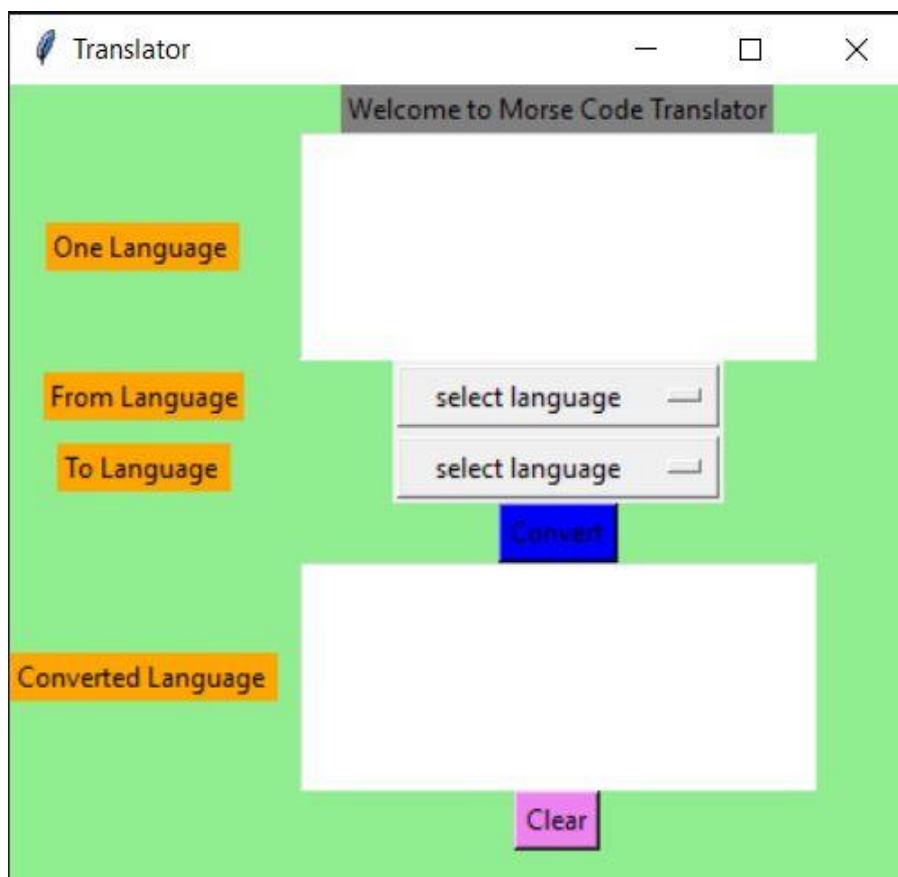 Translator
Welcome to Morse Code Translator
One Language
From Language
select language
To Language
select language
Convert
Converted Language
Clear